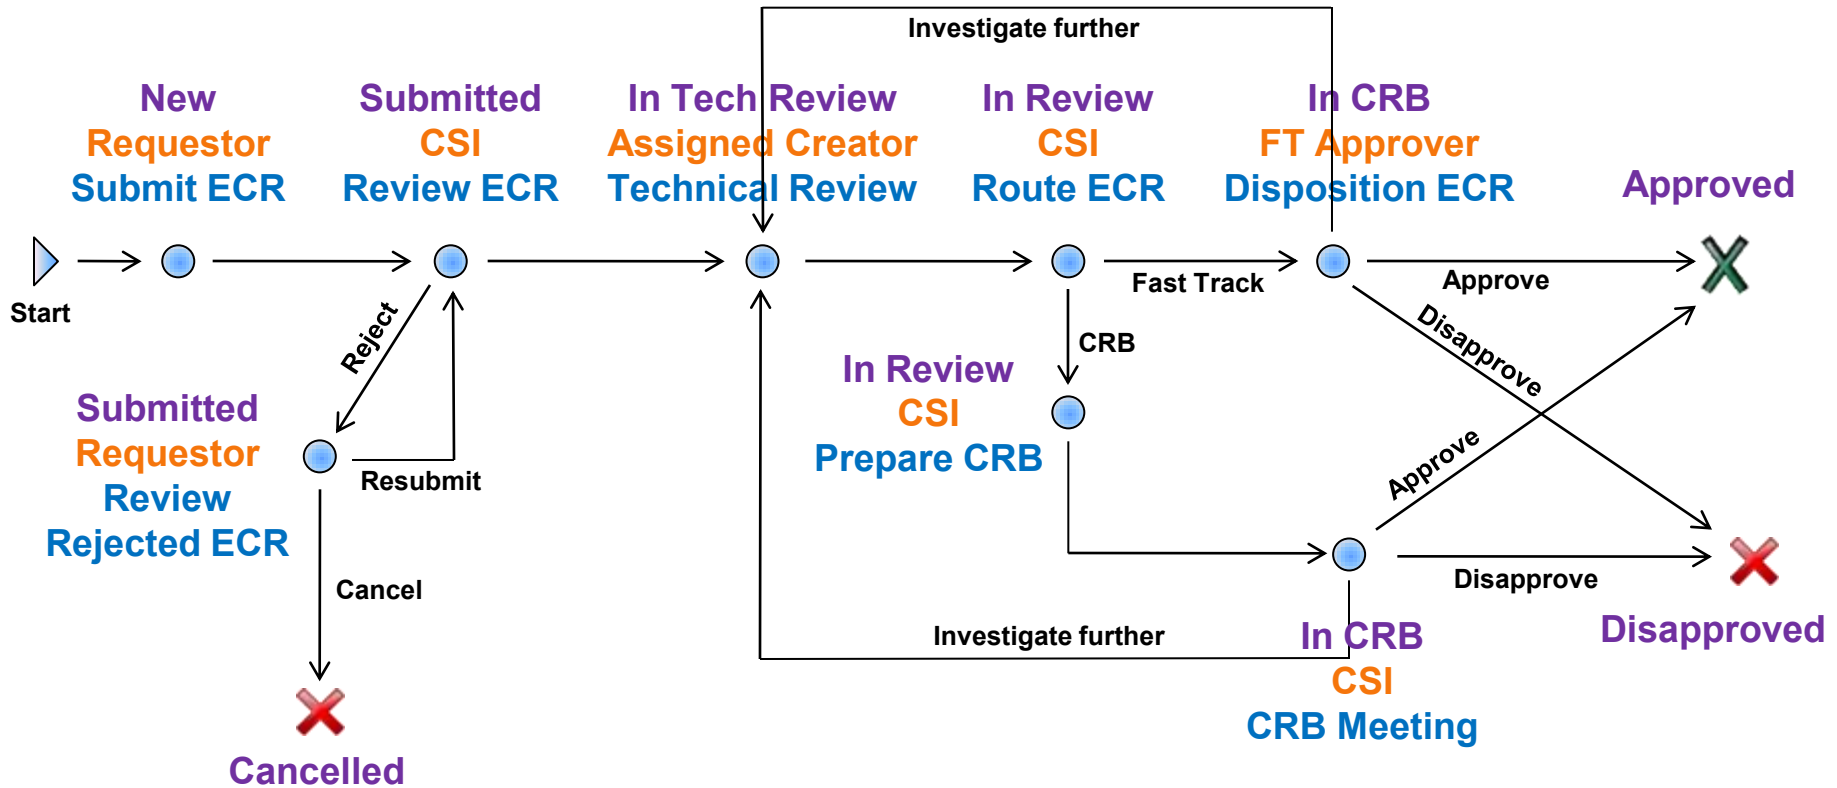 Investigate further
New
Requestor
Submit ECR
Submitted
CSI
Review ECR
In Tech Review
Assigned Creator
Technical Review
In Review
CSI
Route ECR
In CRB
FT Approver
Disposition ECR
Approved
Start
Fast Track
Approve
Reject
CRB
Disapprove
In Review
CSI
Prepare CRB
Submitted
Requestor
Review
Rejected ECR
Resubmit
Approve
Cancel
Disapprove
Investigate further
In CRB
CSI
CRB Meeting
Disapproved
Cancelled